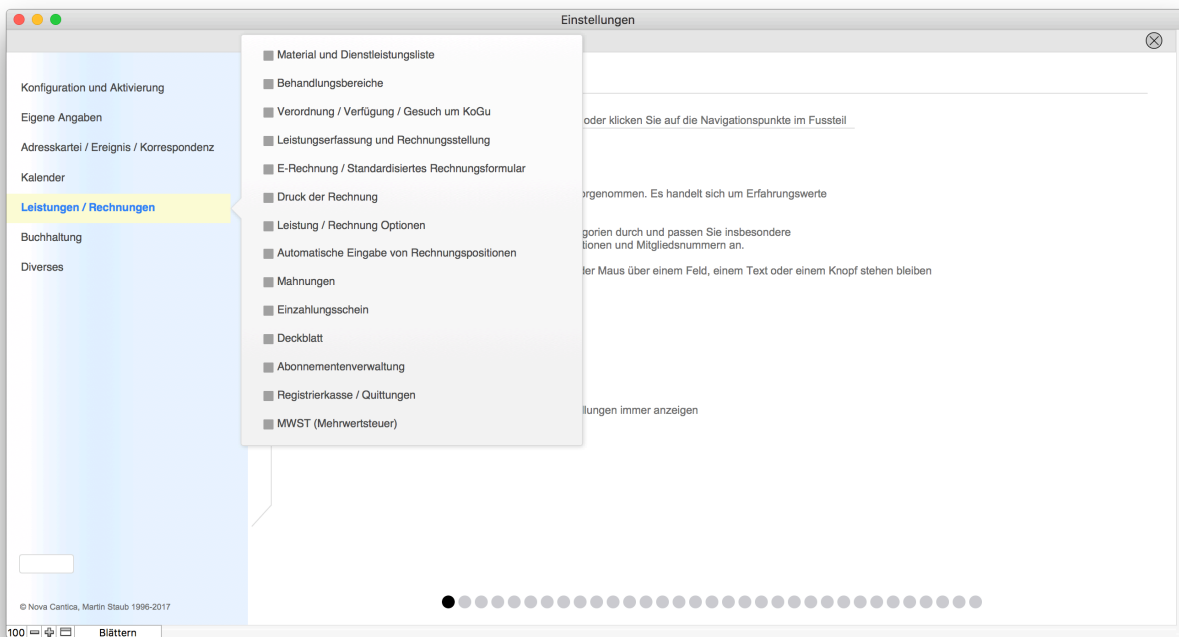 Einstellungen
Konfiguration und Aktivierung
Eigene Angaben
Adresskartei / Ereignis / Korrespondenz
Kalender
Leistungen / Rechnungen
Buchhaltung
Diverses
Material und Dienstleistungsliste
Behandlungsbereiche
Verordnung / Verfügung / Gesuch um KoGu
Leistungserfassung und Rechnungsstellung
E-Rechnung / Standardisiertes Rechnungsformular
Druck der Rechnung
Leistung / Rechnung Optionen
Automatische Eingabe von Rechnungspositionen
Mahnungen
Einzahlungsschein
Deckblatt
Abonnementenverwaltung
Registrierkasse / Quittungen
MWST (Mehrwertsteuer)
oder klicken Sie auf die Navigationspunkte im Fussteil
orgenommen. Es handelt sich um Erfahrungswerte
gorien durch und passen Sie insbesondere
tionen und Mitgliedsnummern an.
der Maus über einem Feld, einem Text oder einem Knopf stehen bleiben
llungen immer anzeigen
© Nova Cantica, Martin Staub 1996-2017
100 Blättern